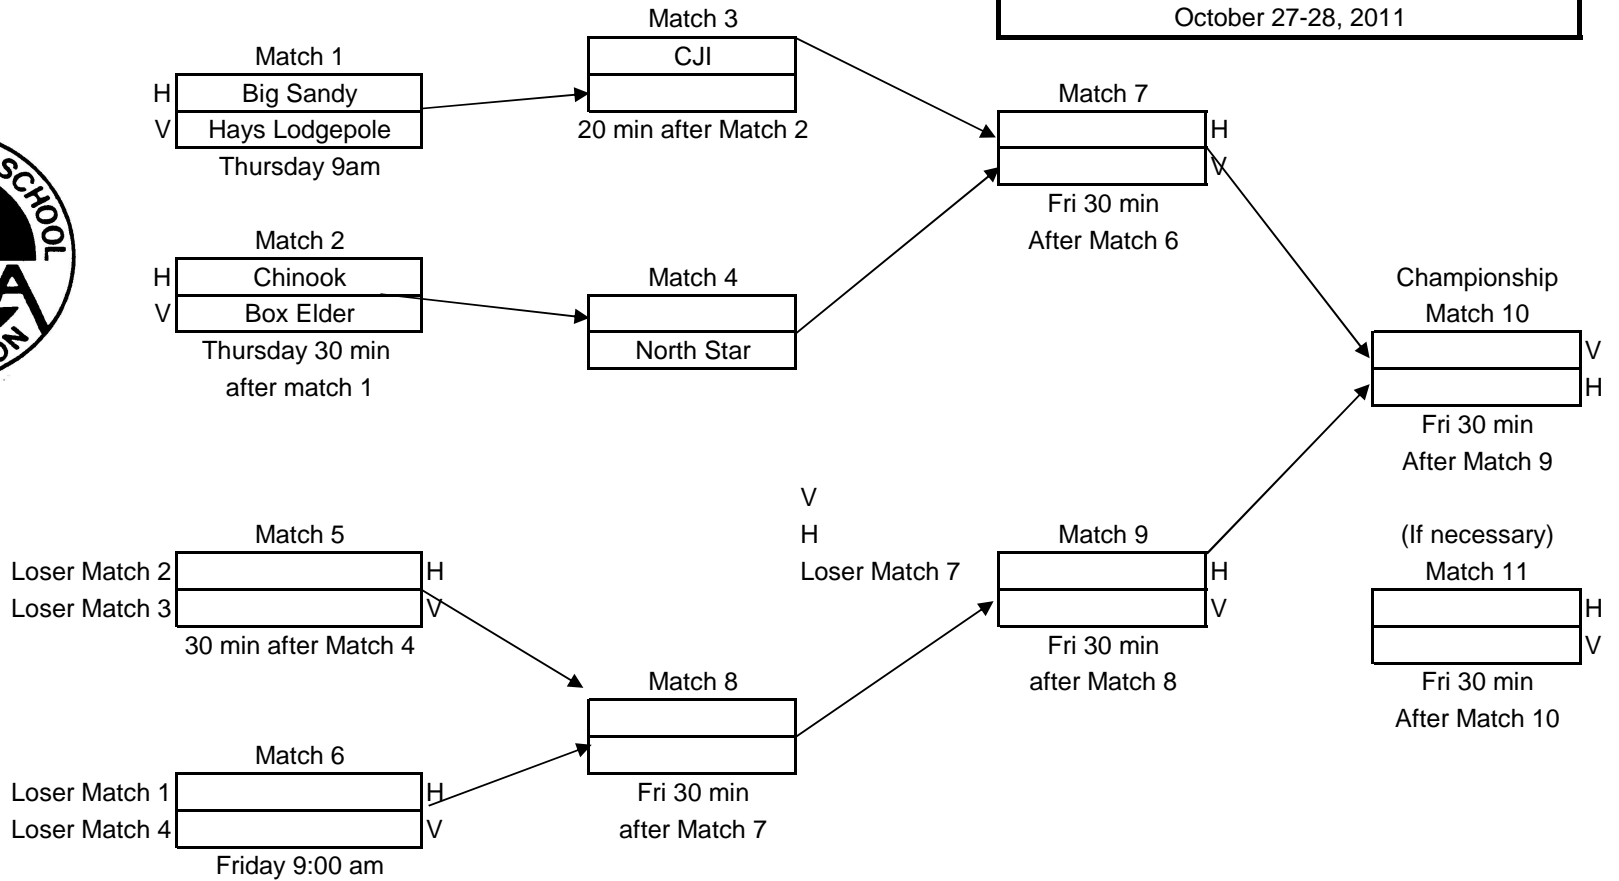 October 27-28, 2011
Match 3
CJI
20 min after Match 2
Match 1
H Big Sandy
V Hays Lodgepole
Thursday 9am
Match 7
H
V
Fri 30 min
After Match 6
SCHOOL
A
ON
Match 2
H Chinook
V Box Elder
Thursday 30 min
after match 1
Match 4
North Star
Championship
Match 10
V
H
Fri 30 min
After Match 9
V
H
Loser Match 7
Match 5
Loser Match 2 H
Loser Match 3 V
30 min after Match 4
Match 9
H
V
Fri 30 min
after Match 8
(If necessary)
Match 11
H
V
Fri 30 min
After Match 10
Match 8
Fri 30 min
after Match 7
Match 6
Loser Match 1 H
Loser Match 4 V
Friday 9:00 am